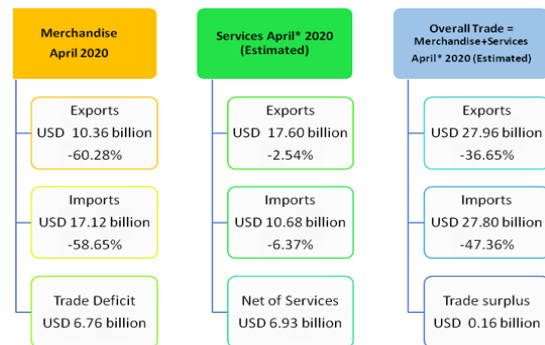 Merchandise
April 2020
Exports
USD 10.36 billion
-60.28%
Imports
USD 17.12 billion
-58.65%
Trade Deficit
USD 6.76 billion
Services April* 2020
(Estimated)
Exports
USD 17.60 billion
-2.54%
Imports
USD 10.68 billion
-6.37%
Net of Services
USD 6.93 billion
Overall Trade =
Merchandise+Services
April* 2020 (Estimated)
Exports
USD 27.96 billion
-36.65%
Imports
USD 27.80 billion
-47.36%
Trade surplus
USD 0.16 billion